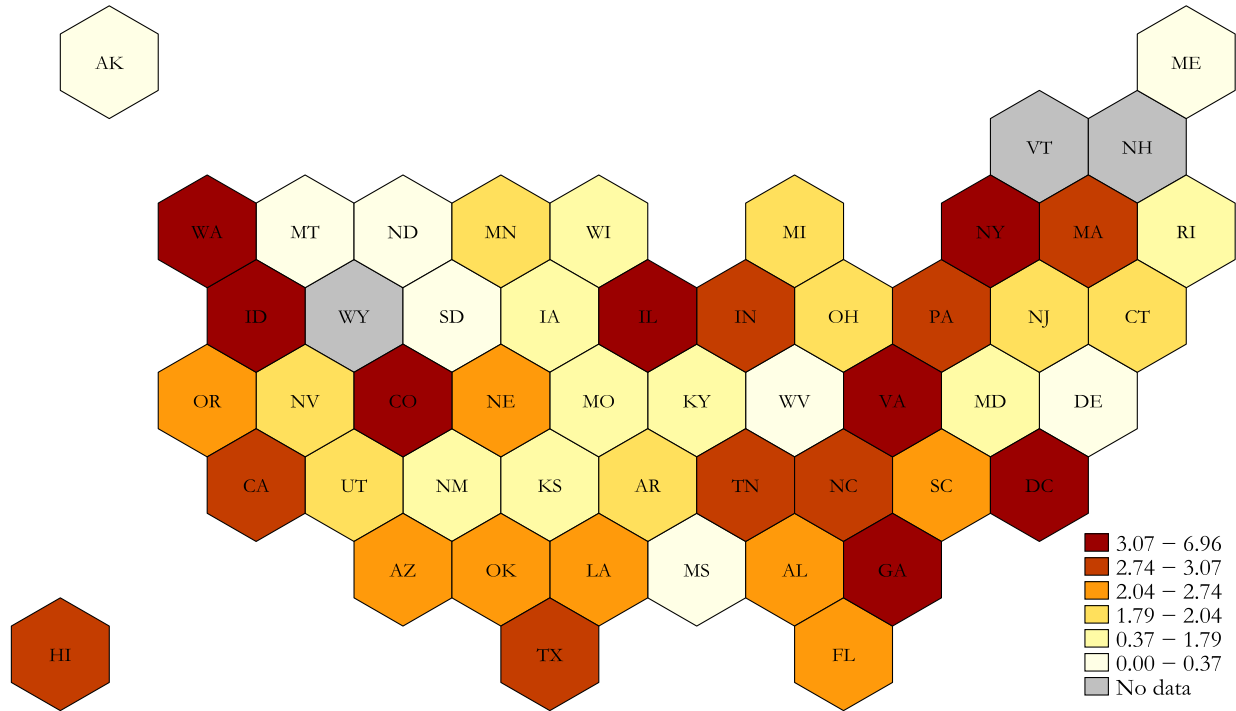 AK
ME
VT NH
WA MT ND MN WI MI NY MA RI
ID WY SD IA IL IN OH PA NJ CT
OR NV CO NE MO KY WV VA MD DE
CA UT NM KS AR TN NC SC DC
AZ OK LA MS AL GA
HI TX FL
3.07 − 6.96
2.74 − 3.07
2.04 − 2.74
1.79 − 2.04
0.37 − 1.79
0.00 − 0.37
No data